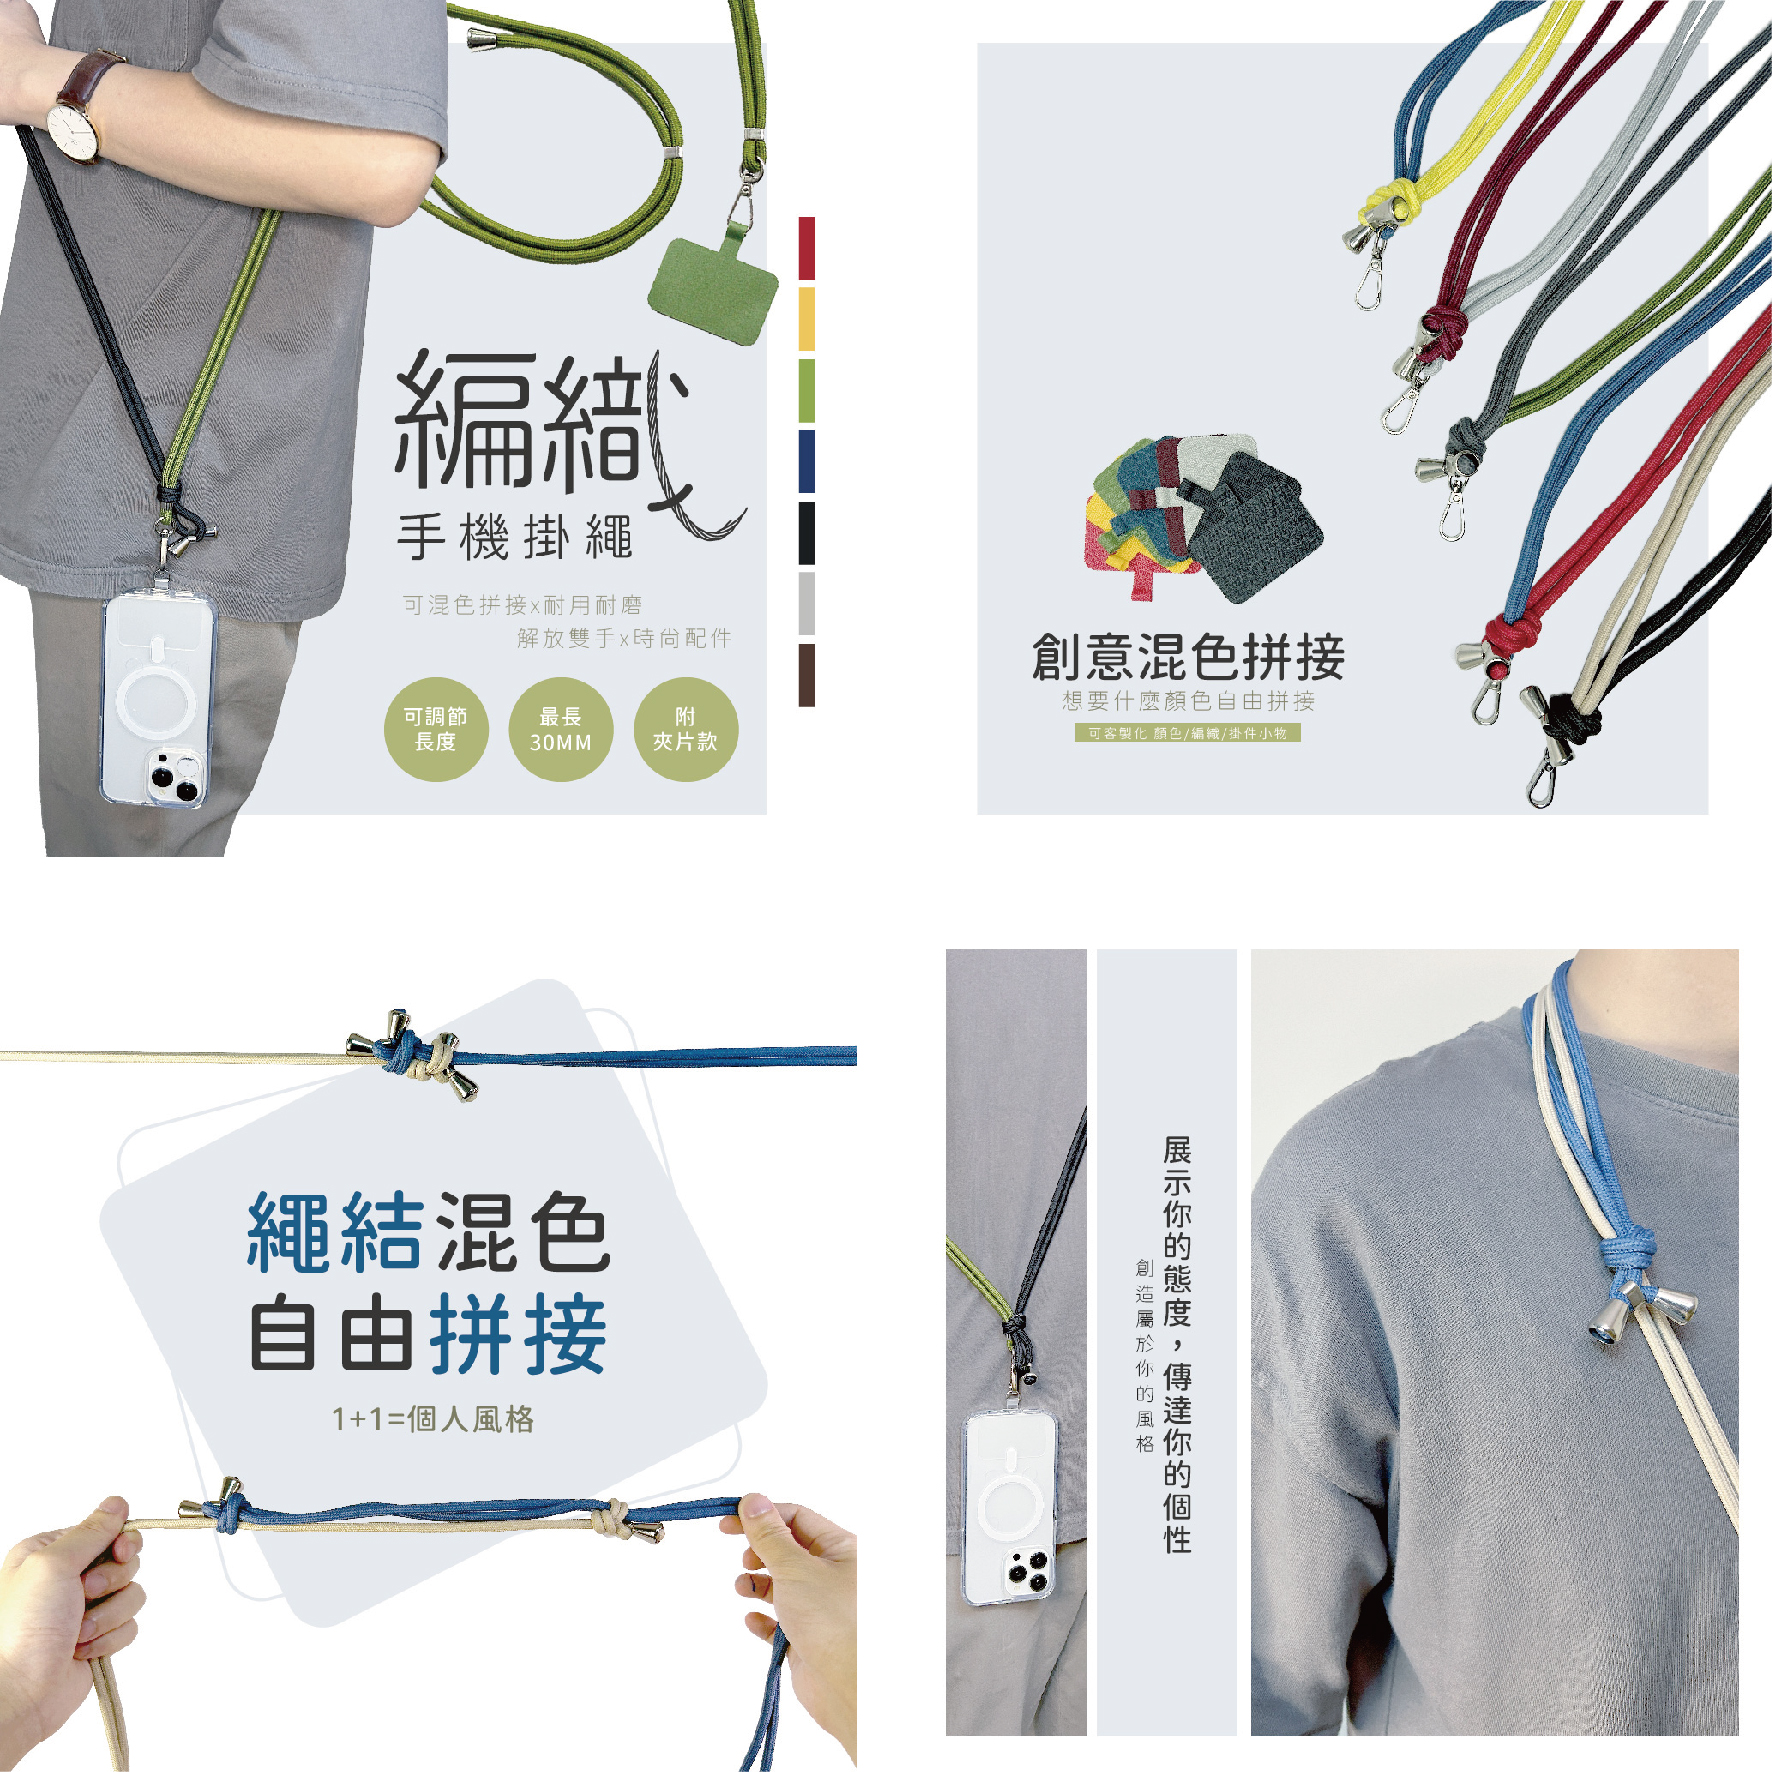 編織
手機掛繩
可混色拼接x耐用耐磨
解放雙手x時尚配件
可調節
長度
最長
30MM
附
夾片款
創意混色拼接
想要什麼顏色自由拼接
可客製化 顏色/編織/掛件小物
繩結混色
自由拼接
1+1=個人風格
展示你的態度，傳達你的個性
創造屬於你的風格